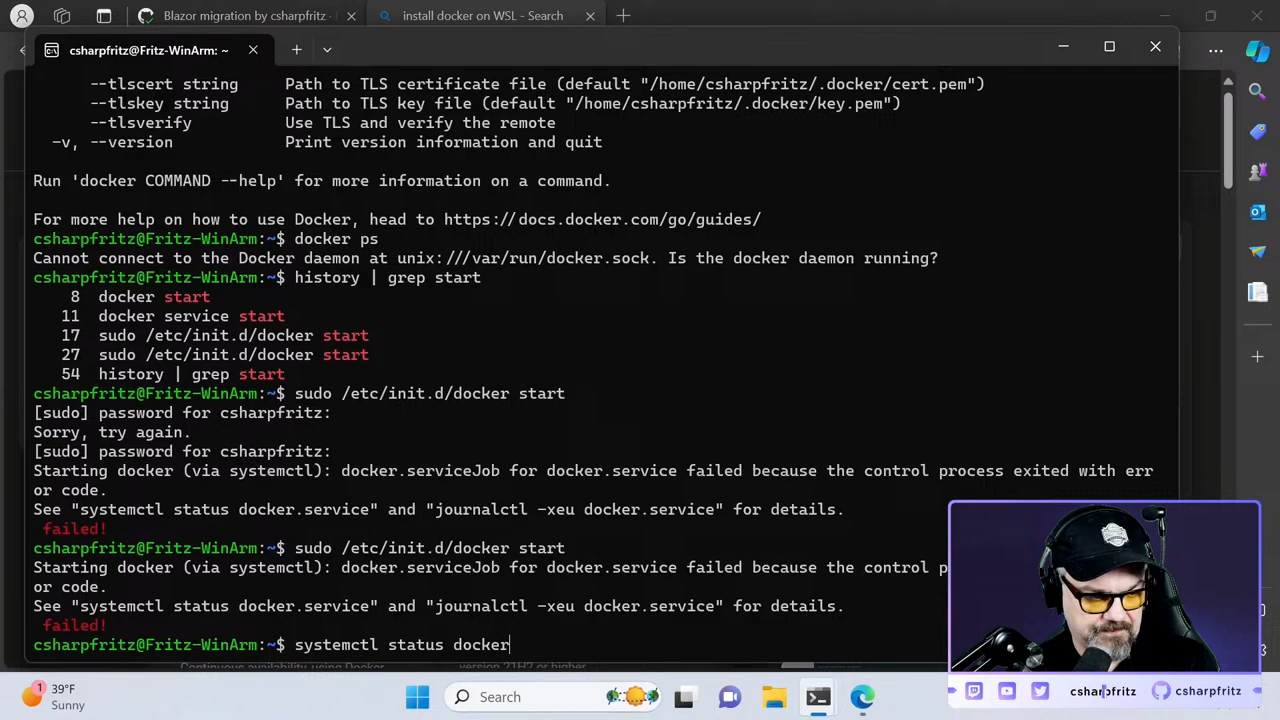 Blazor migration by csharpfritz ·
install docker on WSL - Search
csharpfritz@Fritz-WinArm: ~
--tlscert string Path to TLS certificate file (default "/home/csharpfritz/.docker/cert.pem")
--tlskey string Path to TLS key file (default "/home/csharpfritz/.docker/key.pem")
--tlsverify Use TLS and verify the remote
-v, --version Print version information and quit
Run 'docker COMMAND --help' for more information on a command.
For more help on how to use Docker, head to https://docs.docker.com/go/guides/
csharpfritz@Fritz-WinArm:~$ docker ps
Cannot connect to the Docker daemon at unix:///var/run/docker.sock. Is the docker daemon running?
csharpfritz@Fritz-WinArm:~$ history | grep start
8 docker start
11 docker service start
17 sudo /etc/init.d/docker start
27 sudo /etc/init.d/docker start
54 history | grep start
csharpfritz@Fritz-WinArm:~$ sudo /etc/init.d/docker start
[sudo] password for csharpfritz:
Sorry, try again.
[sudo] password for csharpfritz:
Starting docker (via systemctl): docker.serviceJob for docker.service failed because the control process exited with err
or code.
See "systemctl status docker.service" and "journalctl -xeu docker.service" for details.
failed!
csharpfritz@Fritz-WinArm:~$ sudo /etc/init.d/docker start
Starting docker (via systemctl): docker.serviceJob for docker.service failed because the control p
or code.
See "systemctl status docker.service" and "journalctl -xeu docker.service" for details.
failed!
csharpfritz@Fritz-WinArm:~$ systemctl status docker
Continuous availability using Docker
version 21H2 or higher
1
39°F
Sunny
Search
csharpfritz
csharpfritz